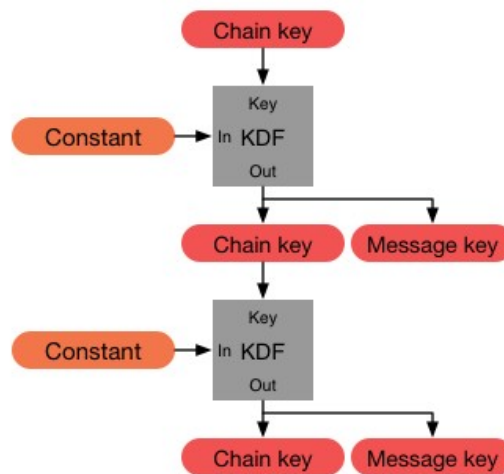 Chain key
Key
Constant
In KDF
Out
Chain key Message key
Key
Constant
In KDF
Out
Chain key Message key